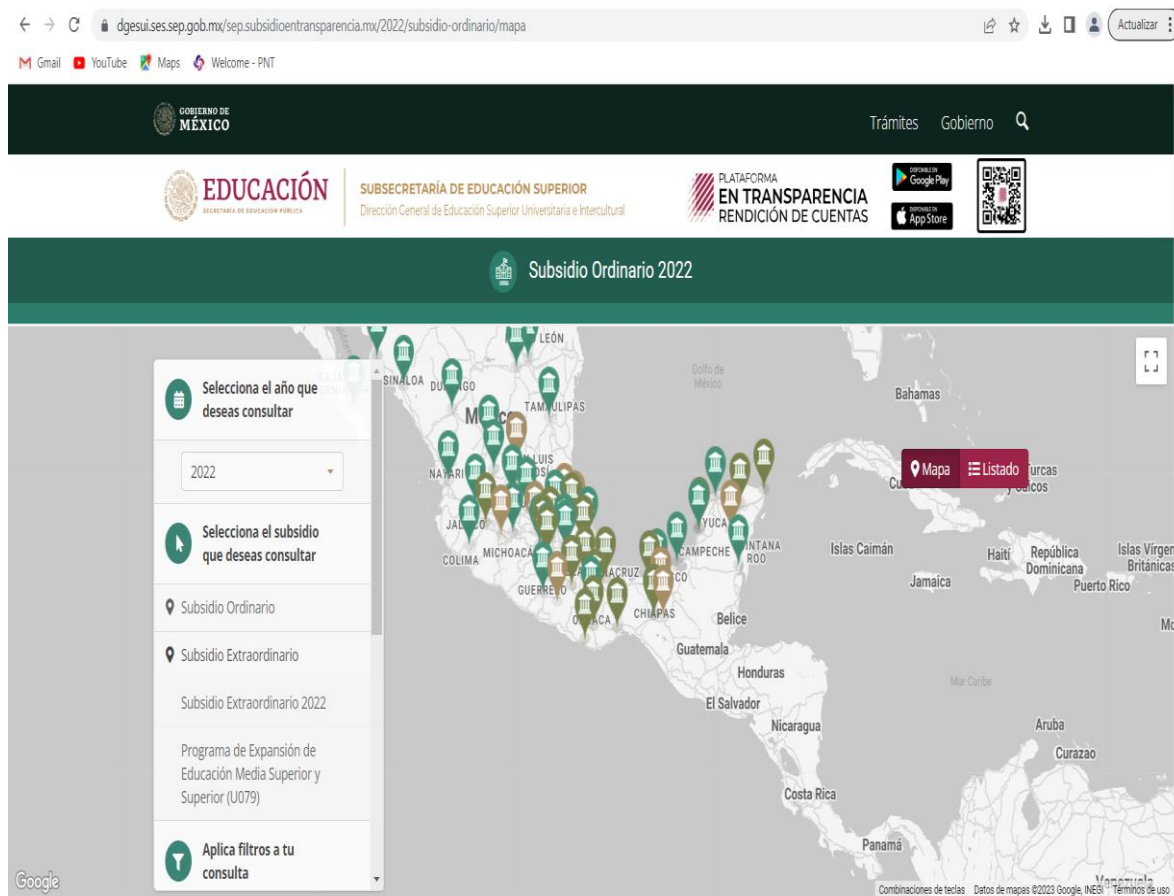 dgesui.ses.sep.gob.mx/sep.subsidioentransparencia.mx/2022/subsidio-ordinario/mapa
Actualizar
Gmail YouTube Maps Welcome - PNT
GOBIERNO DE
MÉXICO
Trámites Gobierno
EDUCACIÓN
SECRETARÍA DE EDUCACIÓN PÚBLICA
SUBSECRETARÍA DE EDUCACIÓN SUPERIOR
Dirección General de Educación Superior Universitaria e Intercultural
PLATAFORMA
EN TRANSPARENCIA
RENDICIÓN DE CUENTAS
DISPONIBLE EN
Google Play
DISPONIBLE EN
App Store
Subsidio Ordinario 2022
Selecciona el año que
deseas consultar
2022
Selecciona el subsidio
que deseas consultar
Subsidio Ordinario
Subsidio Extraordinario
Subsidio Extraordinario 2022
Programa de Expansión de
Educación Media Superior y
Superior (U079)
Aplica filtros a tu
consulta
LEÓN
SINALOA
TAMAULIPAS
COLIMA
MICHOACÁ
CAMPECHE
CHIAPAS
Golfo de
México
Bahamas
Mapa Listado
Islas Caimán
Haití
República
Dominicana
Islas Vírgen
Británicas
Jamaica
Puerto Rico
Belice
Guatemala
Honduras
El Salvador
Nicaragua
Mar Caribe
Aruba
Curazao
Costa Rica
Panamá
Venezuela
Google
Combinaciones de teclas Datos de mapas ©2023 Google, INEGI Términos de uso